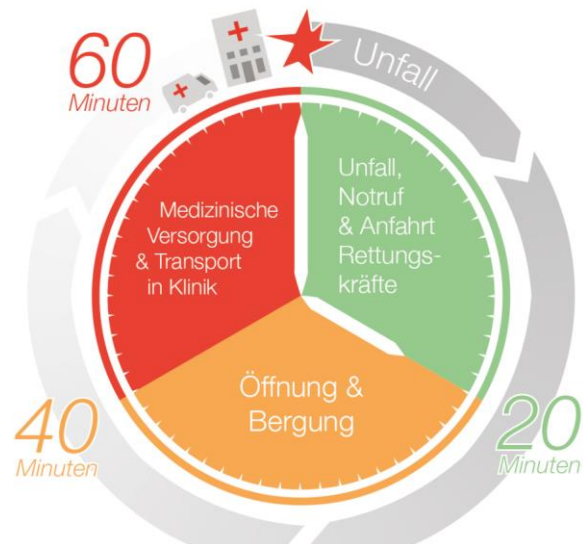 60
Minuten
Unfall
Unfall,
Notruf
& Anfahrt
Rettungs-
kräfte
Medizinische
Versorgung
& Transport
in Klinik
Öffnung &
Bergung
40
Minuten
20
Minuten